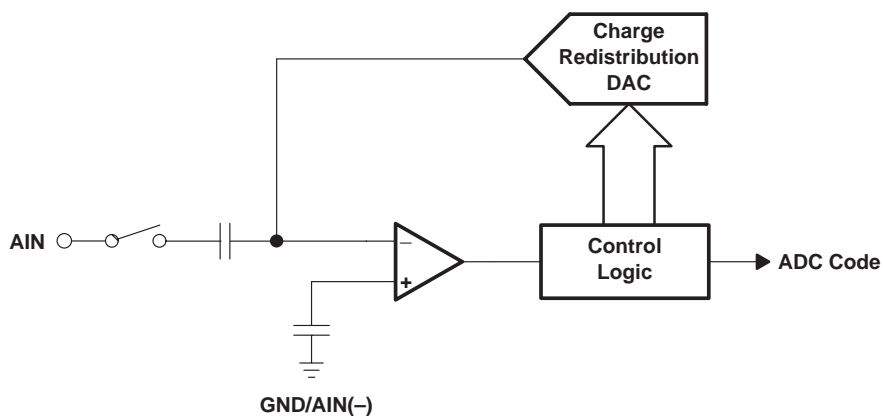 Charge
Redistribution
DAC
AIN
−
+
Control
Logic
ADC Code
GND/AIN(−)